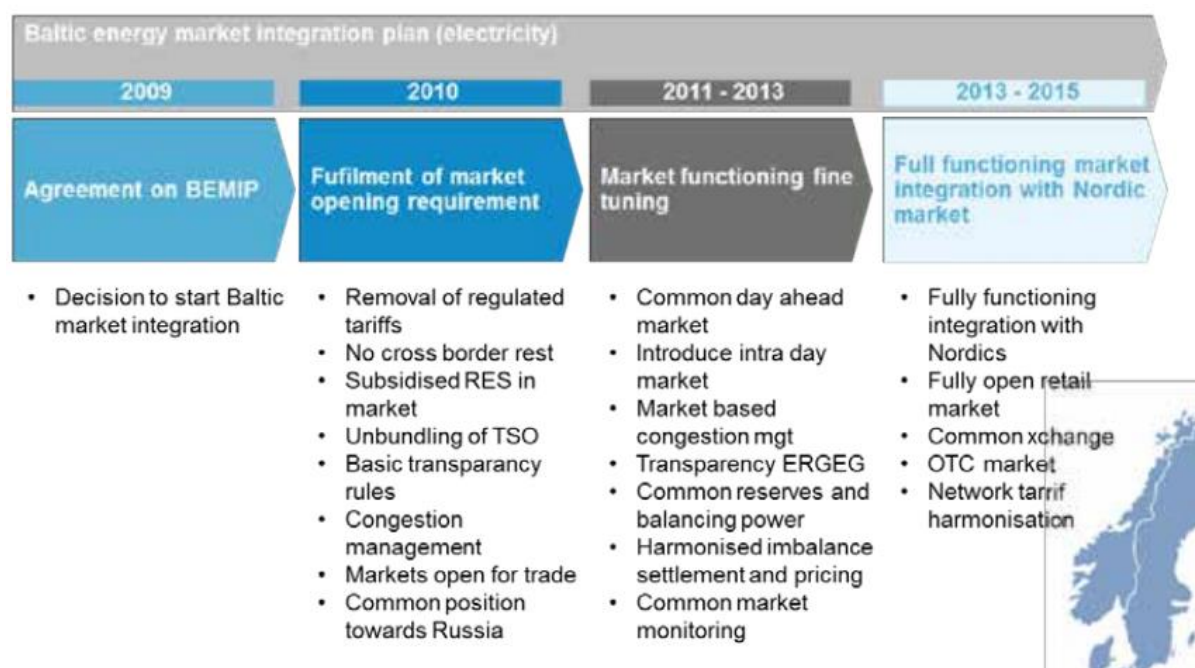 Baltic energy market integration plan (electricity)
2009
2010
2011 - 2013
2013 - 2015
Agreement on BEMIP
Fufilment of market
opening requirement
Market functioning fine
tuning
Full functioning market
integration with Nordic
market
• Decision to start Baltic
market integration
• Removal of regulated
tariffs
• No cross border rest
• Subsidised RES in
market
• Unbundling of TSO
• Basic transparancy
rules
• Congestion
management
• Markets open for trade
• Common position
towards Russia
• Common day ahead
market
• Introduce intra day
market
• Market based
congestion mgt
• Transparency ERGEG
• Common reserves and
balancing power
• Harmonised imbalance
settlement and pricing
• Common market
monitoring
• Fully functioning
integration with
Nordics
• Fully open retail
market
• Common xchange
• OTC market
• Network tarrif
harmonisation